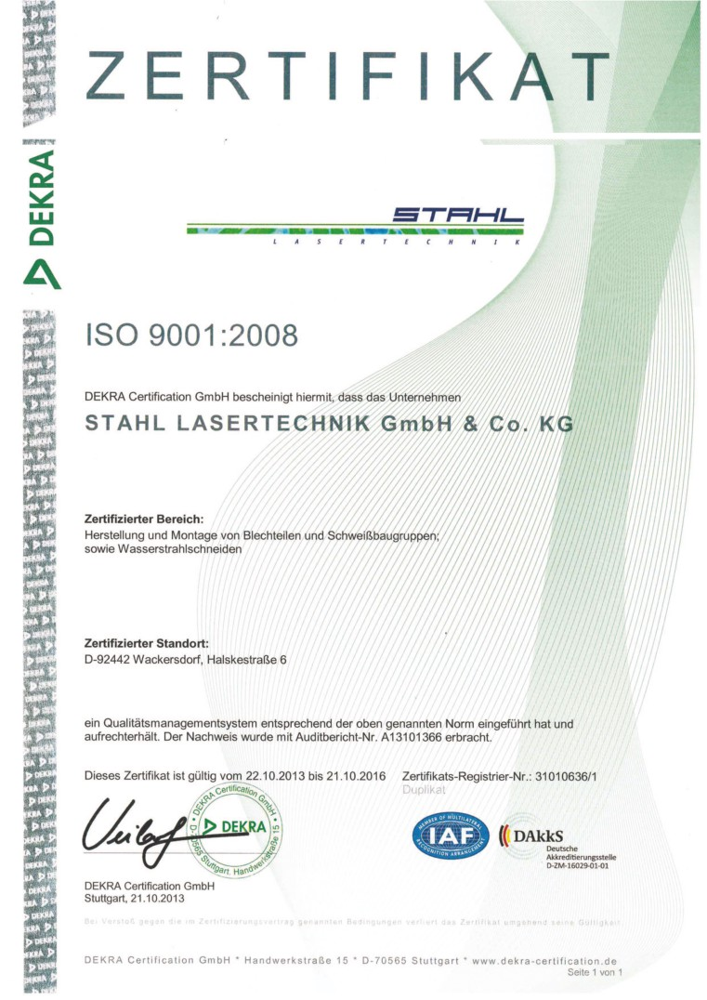 ZERTIFIKAT
DEKRA
STAHL
LASERTECHNIK
ISO 9001:2008
DEKRA Certification GmbH bescheinigt hiermit, dass das Unternehmen
STAHL LASERTECHNIK GmbH & Co. KG
Zertifizierter Bereich:
Herstellung und Montage von Blechteilen und Schweißbaugruppen;
sowie Wasserstrahlschneiden
Zertifizierter Standort:
D-92442 Wackersdorf, Halskestraße 6
ein Qualitätsmanagementsystem entsprechend der oben genannten Norm eingeführt hat und
aufrechterhält. Der Nachweis wurde mit Auditbericht-Nr. A13101366 erbracht.
Dieses Zertifikat ist gültig vom 22.10.2013 bis 21.10.2016 Zertifikats-Registrier-Nr.: 31010636/1
Duplikat
* DEKRA Certification GmbH * D-70565 Stuttgart, Handwerkstraße 15
DEKRA
MEMBER OF MULTILATERAL
IAF
RECOGNITION ARRANGEMENT
DAkkS
Deutsche
Akkreditierungsstelle
D-ZM-16029-01-01
DEKRA Certification GmbH
Stuttgart, 21.10.2013
Bei Verstoß gegen die im Zertifizierungsvertrag genannten Bedingungen verliert das Zertifikat umgehend seine Gültigkeit
DEKRA Certification GmbH * Handwerkstraße 15 * D-70565 Stuttgart * www.dekra-certification.de
Seite 1 von 1